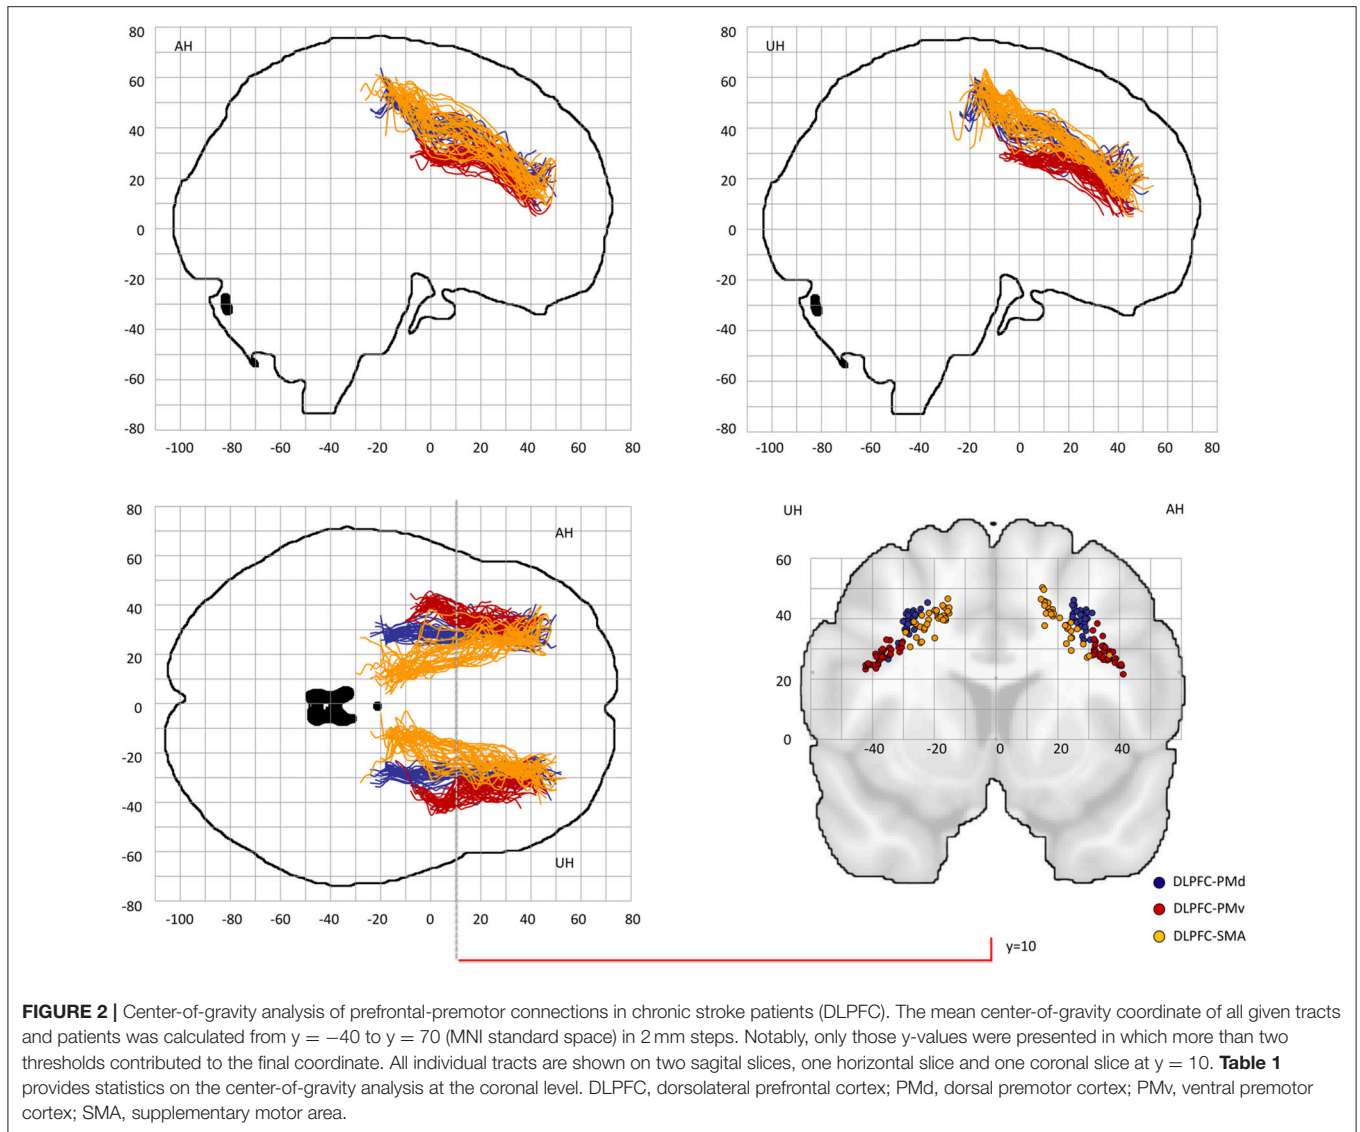 AH
80
60
40
20
0
-20
-40
-60
-80
-100 -80 -60 -40 -20 0 20 40 60 80
UH
80
60
40
20
0
-20
-40
-60
-80
-100 -80 -60 -40 -20 0 20 40 60 80
AH
80
60
40
20
0
-20
-40
-60
-80
UH
-100 -80 -60 -40 -20 0 20 40 60 80
UH AH
60
40
20
0
-40 -20 0 20 40
DLPFC-PMd
DLPFC-PMv
DLPFC-SMA
y=10
FIGURE 2 | Center-of-gravity analysis of prefrontal-premotor connections in chronic stroke patients (DLPFC). The mean center-of-gravity coordinate of all given tracts
and patients was calculated from y = −40 to y = 70 (MNI standard space) in 2 mm steps. Notably, only those y-values were presented in which more than two
thresholds contributed to the final coordinate. All individual tracts are shown on two sagital slices, one horizontal slice and one coronal slice at y = 10. Table 1
provides statistics on the center-of-gravity analysis at the coronal level. DLPFC, dorsolateral prefrontal cortex; PMd, dorsal premotor cortex; PMv, ventral premotor
cortex; SMA, supplementary motor area.